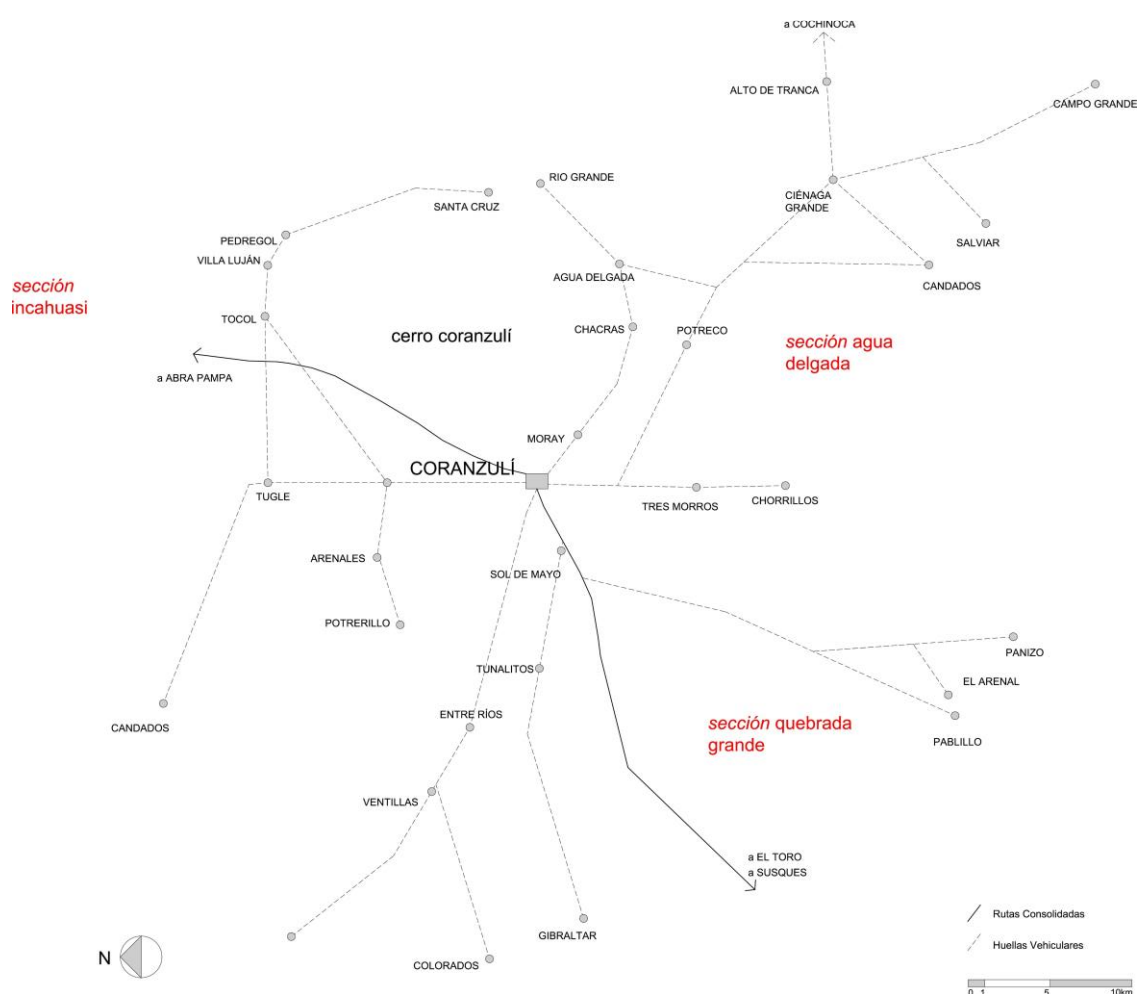 a COCHINOCA
ALTO DE TRANCA
CAMPO GRANDE
RIO GRANDE
SANTA CRUZ
CIÉNAGA
GRANDE
PEDREGOL
VILLA LUJÁN
SALVIAR
sección
incahuasi
AGUA DELGADA
CANDADOS
TOCOL
CHACRAS
POTRECO
cerro coranzulí
sección agua
delgada
a ABRA PAMPA
MORAY
CORANZULÍ
TUGLE
TRES MORROS
CHORRILLOS
ARENALES
SOL DE MAYO
POTRERILLO
PANIZO
TUNALITOS
EL ARENAL
CANDADOS
ENTRE RÍOS
sección quebrada
grande
PABLILLO
VENTILLAS
a EL TORO
a SUSQUES
Rutas Consolidadas
GIBRALTAR
Huellas Vehiculares
N
COLORADOS
0 1 5 10km